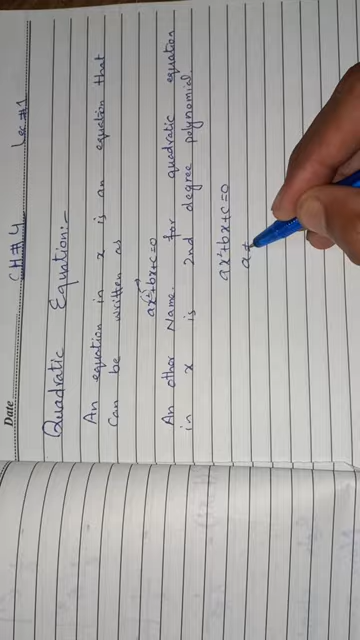 Date
CH#4 Lec#1
Quadratic Equation:-
An equation in x is an equation that
Can be written as
ax²+bx+c=0
An other Name for quadratic equation
in x is 2nd degree polynomial.
ax²+bx+c=0
a